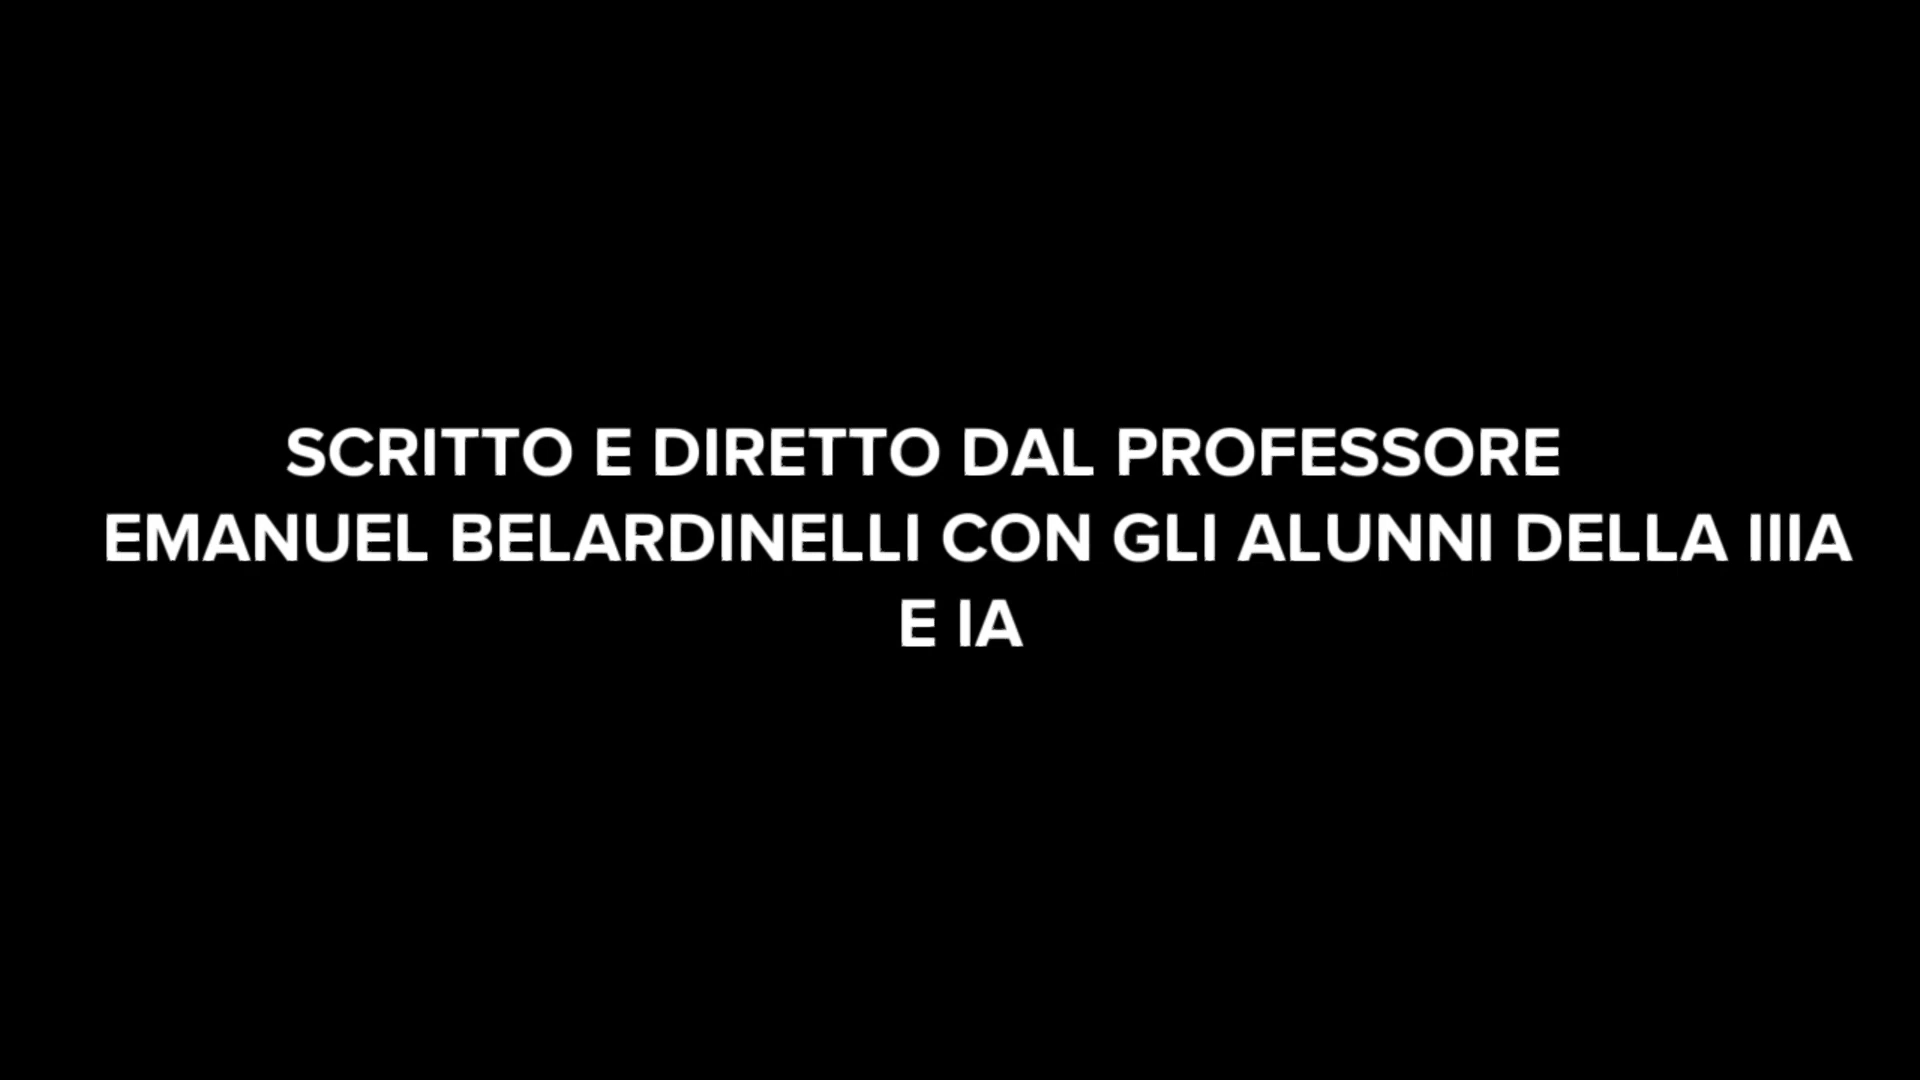 SCRITTO E DIRETTO DAL PROFESSORE
EMANUEL BELARDINELLI CON GLI ALUNNI DELLA IIIA
E IA